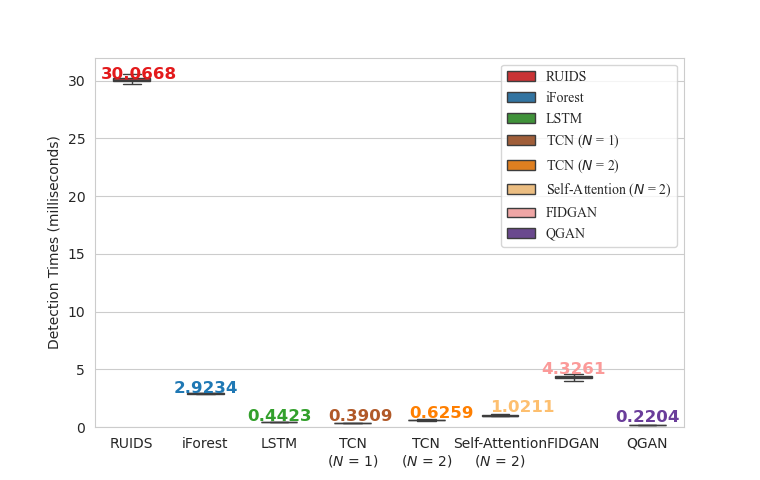 30.0668
RUIDS
iForest
LSTM
TCN (N = 1)
TCN (N = 2)
Self-Attention (N = 2)
FIDGAN
QGAN
30
25
20
15
10
5
0
Detection Times (milliseconds)
2.9234
0.4423
0.3909
0.6259
1.0211
4.3261
0.2204
RUIDS
iForest
LSTM
TCN
(N = 1)
TCN
(N = 2)
Self-Attention
(N = 2)
FIDGAN
QGAN